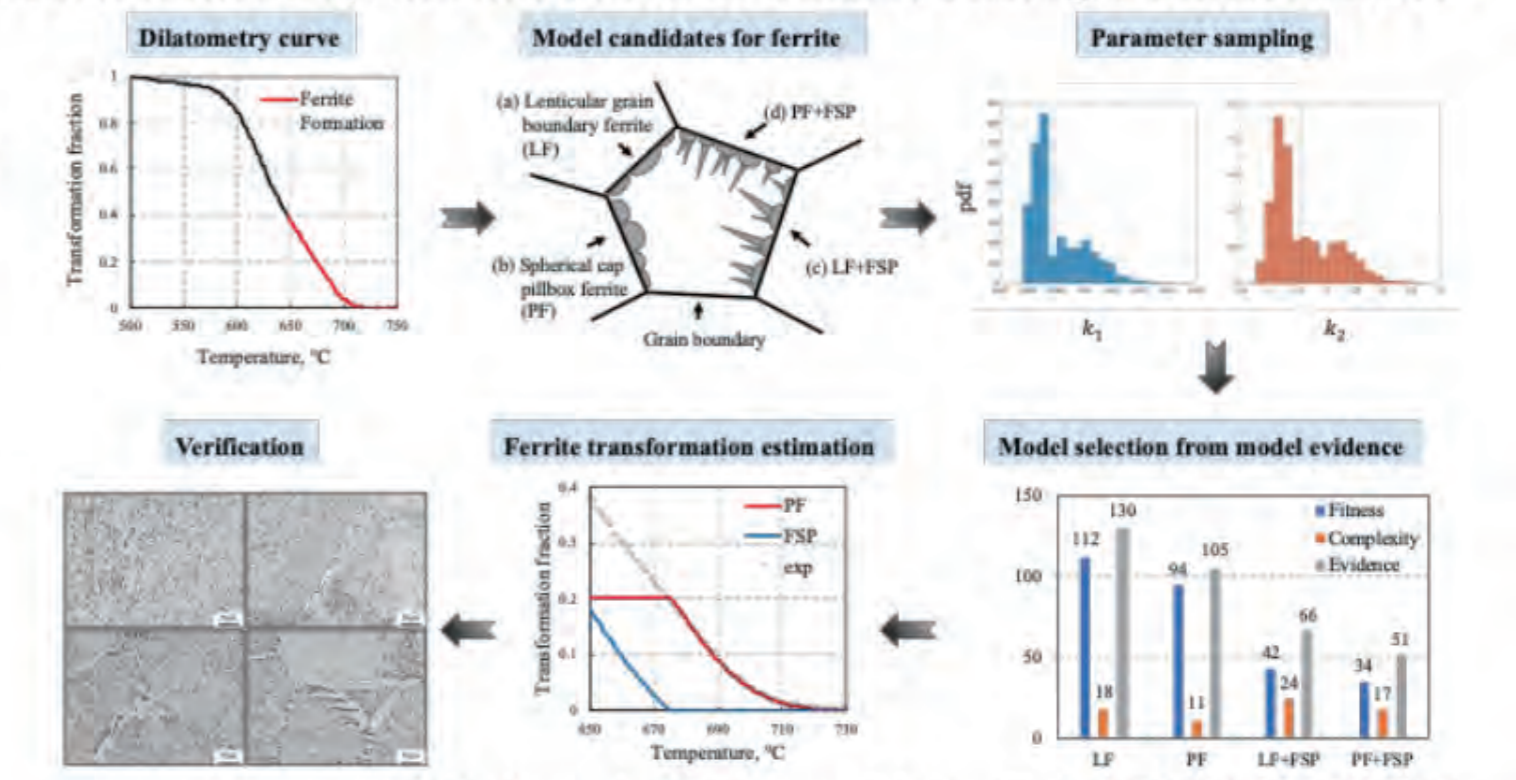 Dilatometry curve
Model candidates for ferrite
Parameter sampling
Transformation fraction
1
0.8
0.6
0.4
0.2
0
Ferrite
Formation
500 550 600 650 700 750
Temperature, °C
(a) Lenticular grain
boundary ferrite
(LF)
(d) PF+FSP
(b) Spherical cap
pillbox ferrite
(PF)
(c) LF+FSP
Grain boundary
pdf
k1
k2
Verification
Ferrite transformation estimation
Model selection from model evidence
Transformation fraction
0.4
0.3
0.2
0.1
0
PF
FSP
exp
650 670 690 710 730
Temperature, °C
150
100
50
0
Fitness
Complexity
Evidence
112 18 130
94 11 105
42 24 66
34 17 51
LF PF LF+FSP PF+FSP